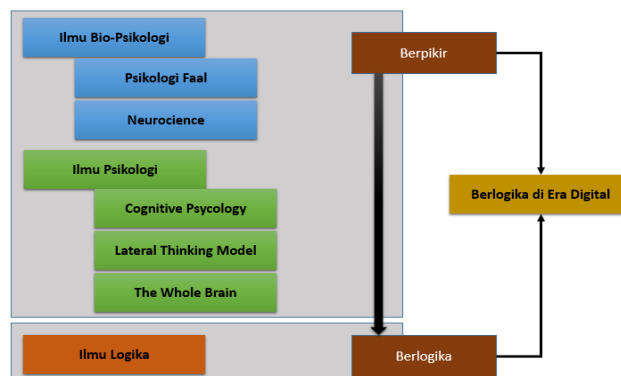 Ilmu Bio-Psikologi
Berpikir
Psikologi Faal
Neurocience
Ilmu Psikologi
Berlogika di Era Digital
Cognitive Psycology
Lateral Thinking Model
The Whole Brain
Ilmu Logika
Berlogika